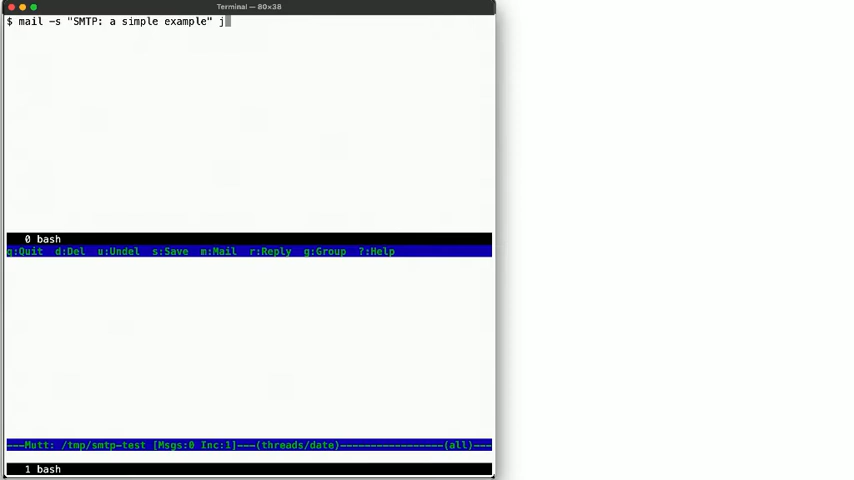 Terminal — 80×38
$ mail -s "SMTP: a simple example" j
0 bash
q:Quit  d:Del  u:Undel  s:Save  m:Mail  r:Reply  g:Group  ?:Help
---Mutt: /tmp/smtp-test [Msgs:0 Inc:1]---(threads/date)-----------------(all)---
1 bash